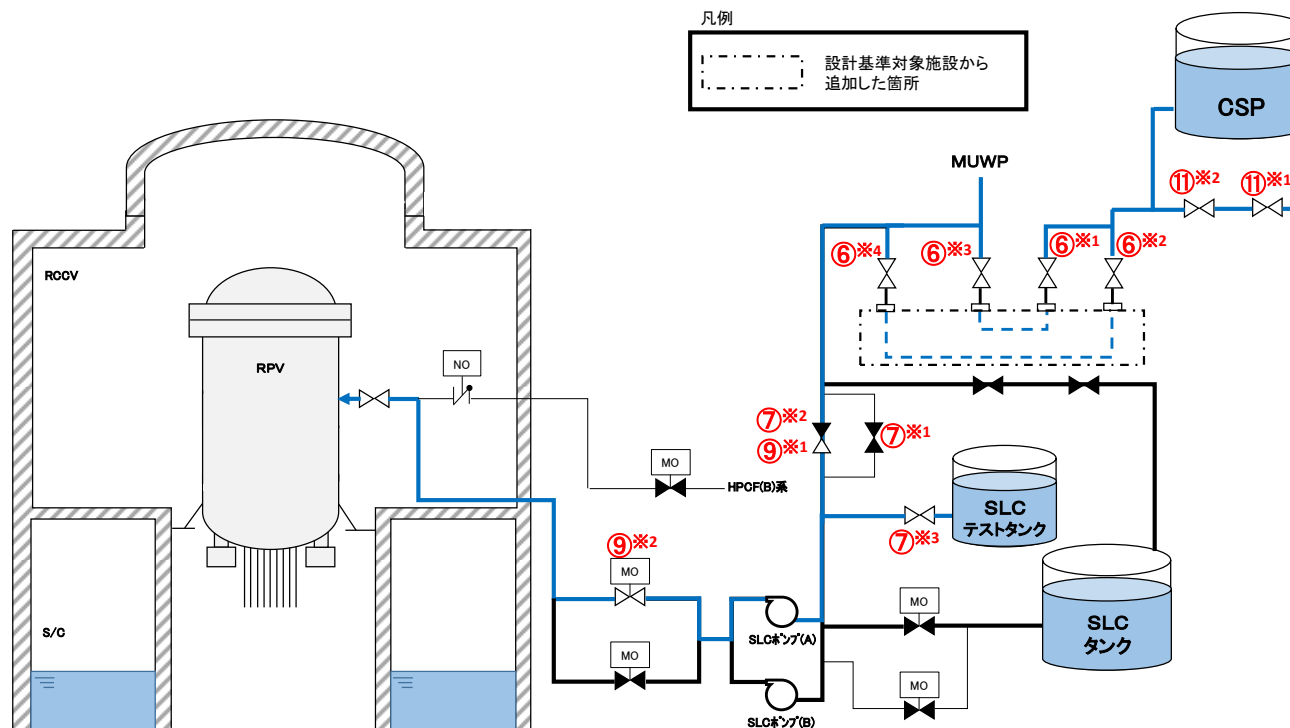 凡例
設計基準対象施設から
追加した箇所
CSP
MUWP
⑪※2
⑪※1
⑥※4
⑥※3
⑥※1
⑥※2
RCCV
RPV
NO
MO
HPCF(B)系
⑦※2
⑨※1
⑦※1
SLC
テストタンク
⑦※3
⑨※2
MO
MO
SLCポンプ(A)
SLCポンプ(B)
MO
MO
SLC
タンク
S/C